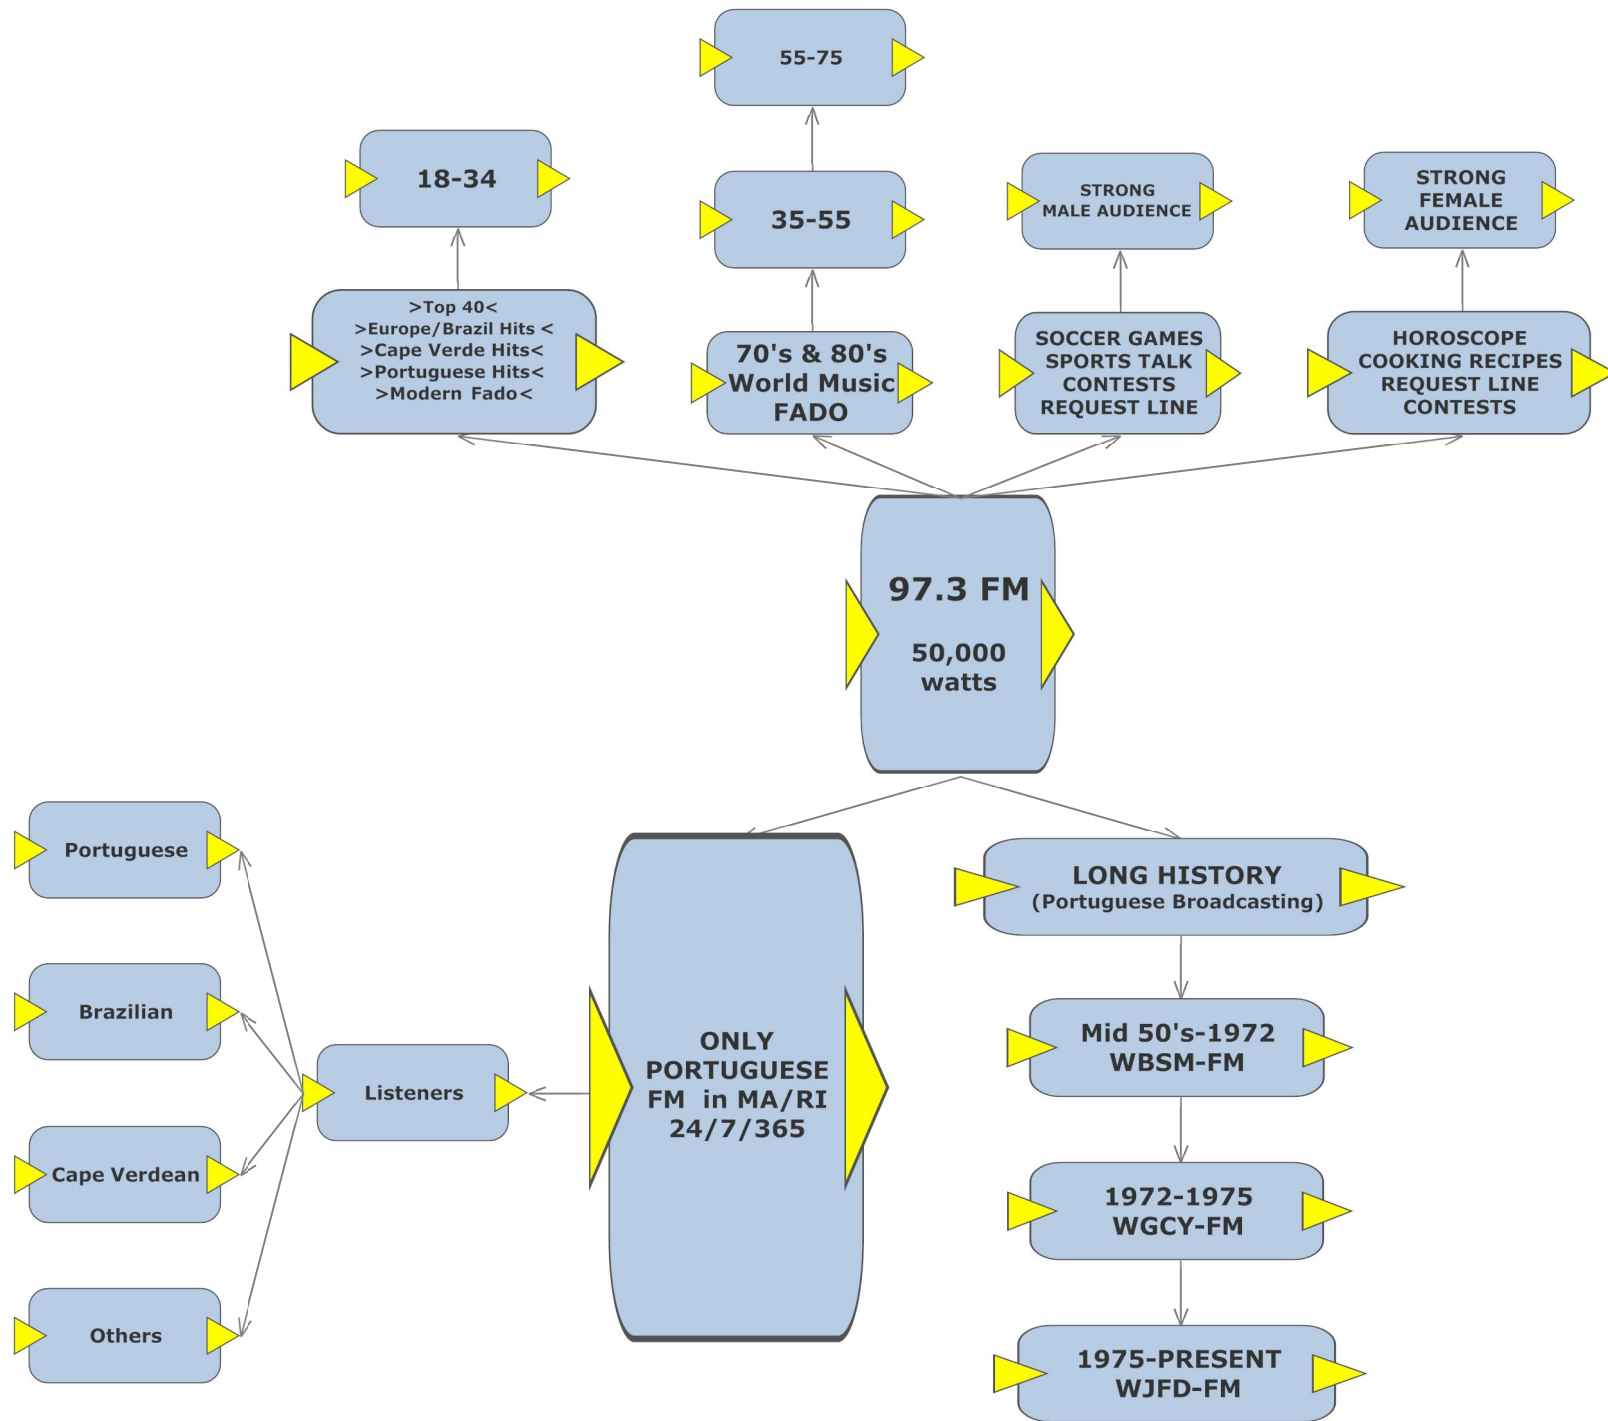 55-75
18-34
35-55
STRONG
MALE AUDIENCE
STRONG
FEMALE
AUDIENCE
>Top 40<
>Europe/Brazil Hits <
>Cape Verde Hits<
>Portuguese Hits<
>Modern Fado<
70's & 80's
World Music
FADO
SOCCER GAMES
SPORTS TALK
CONTESTS
REQUEST LINE
HOROSCOPE
COOKING RECIPES
REQUEST LINE
CONTESTS
97.3 FM
50,000
watts
Portuguese
Brazilian
Cape Verdean
Others
Listeners
ONLY
PORTUGUESE
FM  in MA/RI
24/7/365
LONG HISTORY
(Portuguese Broadcasting)
Mid 50's-1972
WBSM-FM
1972-1975
WGCY-FM
1975-PRESENT
WJFD-FM